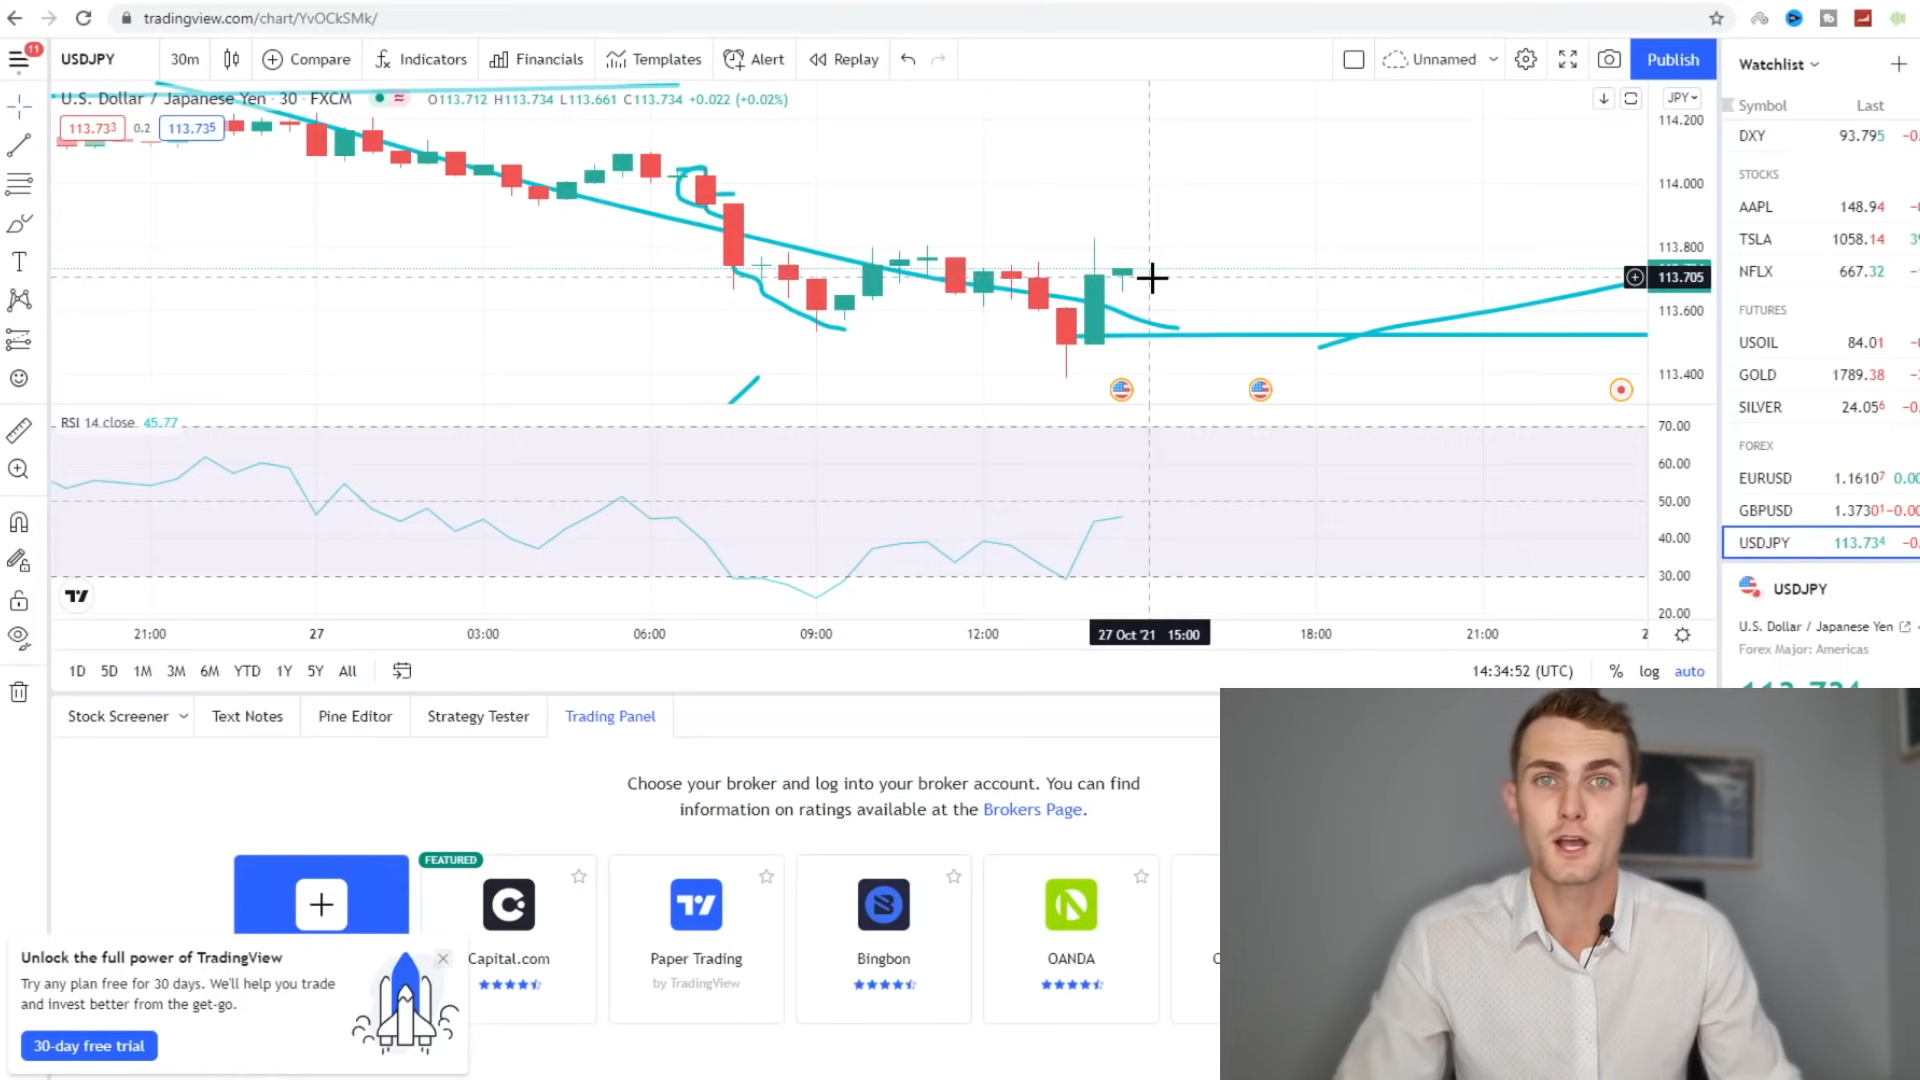 tradingview.com/chart/YvOCkSMk/
11
USDJPY
30m
Compare
Indicators
Financials
Templates
Alert
Replay
Unnamed
Publish
Watchlist
U.S. Dollar / Japanese Yen · 30 · FXCM
O113.712 H113.734 L113.661 C113.734 +0.022 (+0.02%)
113.733
0.2
113.735
JPY
114.200
114.000
113.800
113.705
113.600
113.400
RSI 14 close 45.77
70.00
60.00
50.00
40.00
30.00
20.00
21:00
27
03:00
06:00
09:00
12:00
27 Oct '21 15:00
18:00
21:00
2
1D
5D
1M
3M
6M
YTD
1Y
5Y
All
14:34:52 (UTC)
%
log
auto
Symbol
Last
DXY 93.795 -0.
STOCKS
AAPL 148.94
TSLA 1058.14
NFLX 667.32
FUTURES
USOIL 84.01
GOLD 1789.38
SILVER 24.056 -0.
FOREX
EURUSD 1.16107 0.00
GBPUSD 1.37301 -0.00
USDJPY 113.734 -0.
USDJPY
U.S. Dollar / Japanese Yen
Forex Major: Americas
Stock Screener
Text Notes
Pine Editor
Strategy Tester
Trading Panel
Choose your broker and log into your broker account. You can find
information on ratings available at the Brokers Page.
FEATURED
Capital.com
Paper Trading
by TradingView
Bingbon
OANDA
Unlock the full power of TradingView
Try any plan free for 30 days. We'll help you trade
and invest better from the get-go.
30-day free trial